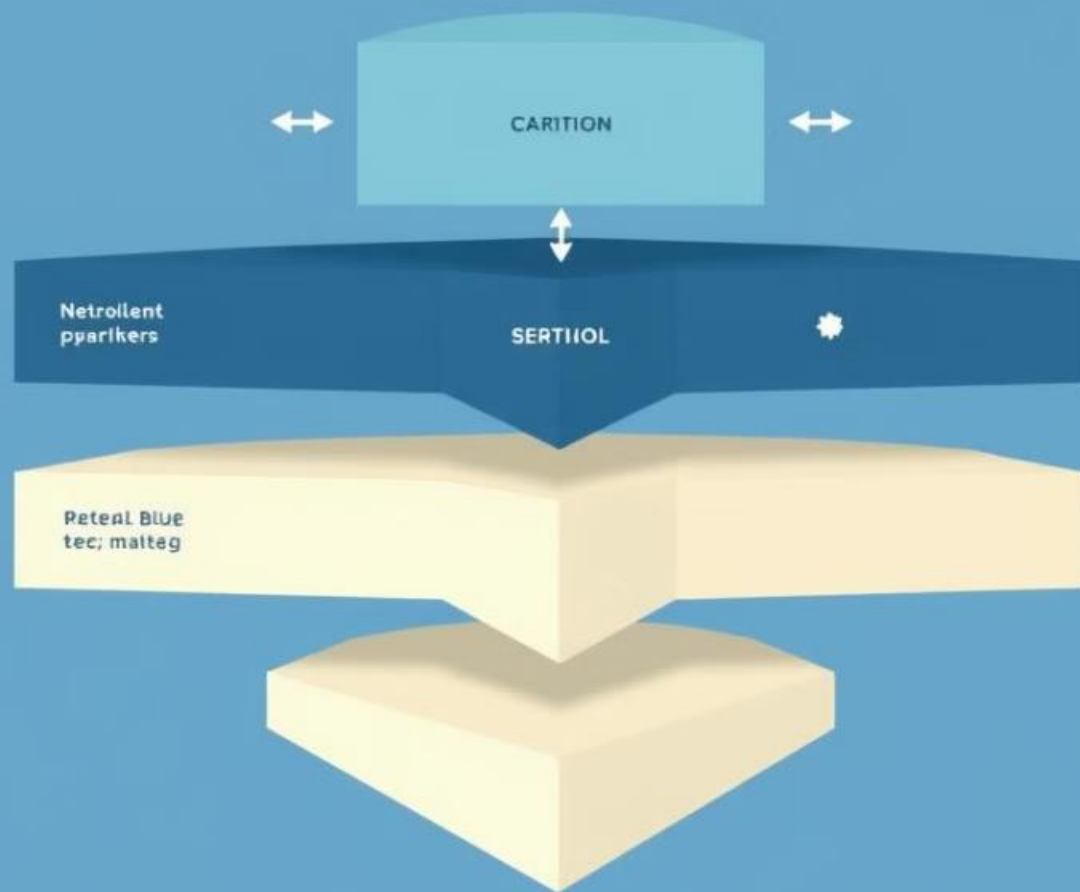 CARITION
Netroilent
pyarikers
SERTIIOL
Reteal Blue
tec; malteg